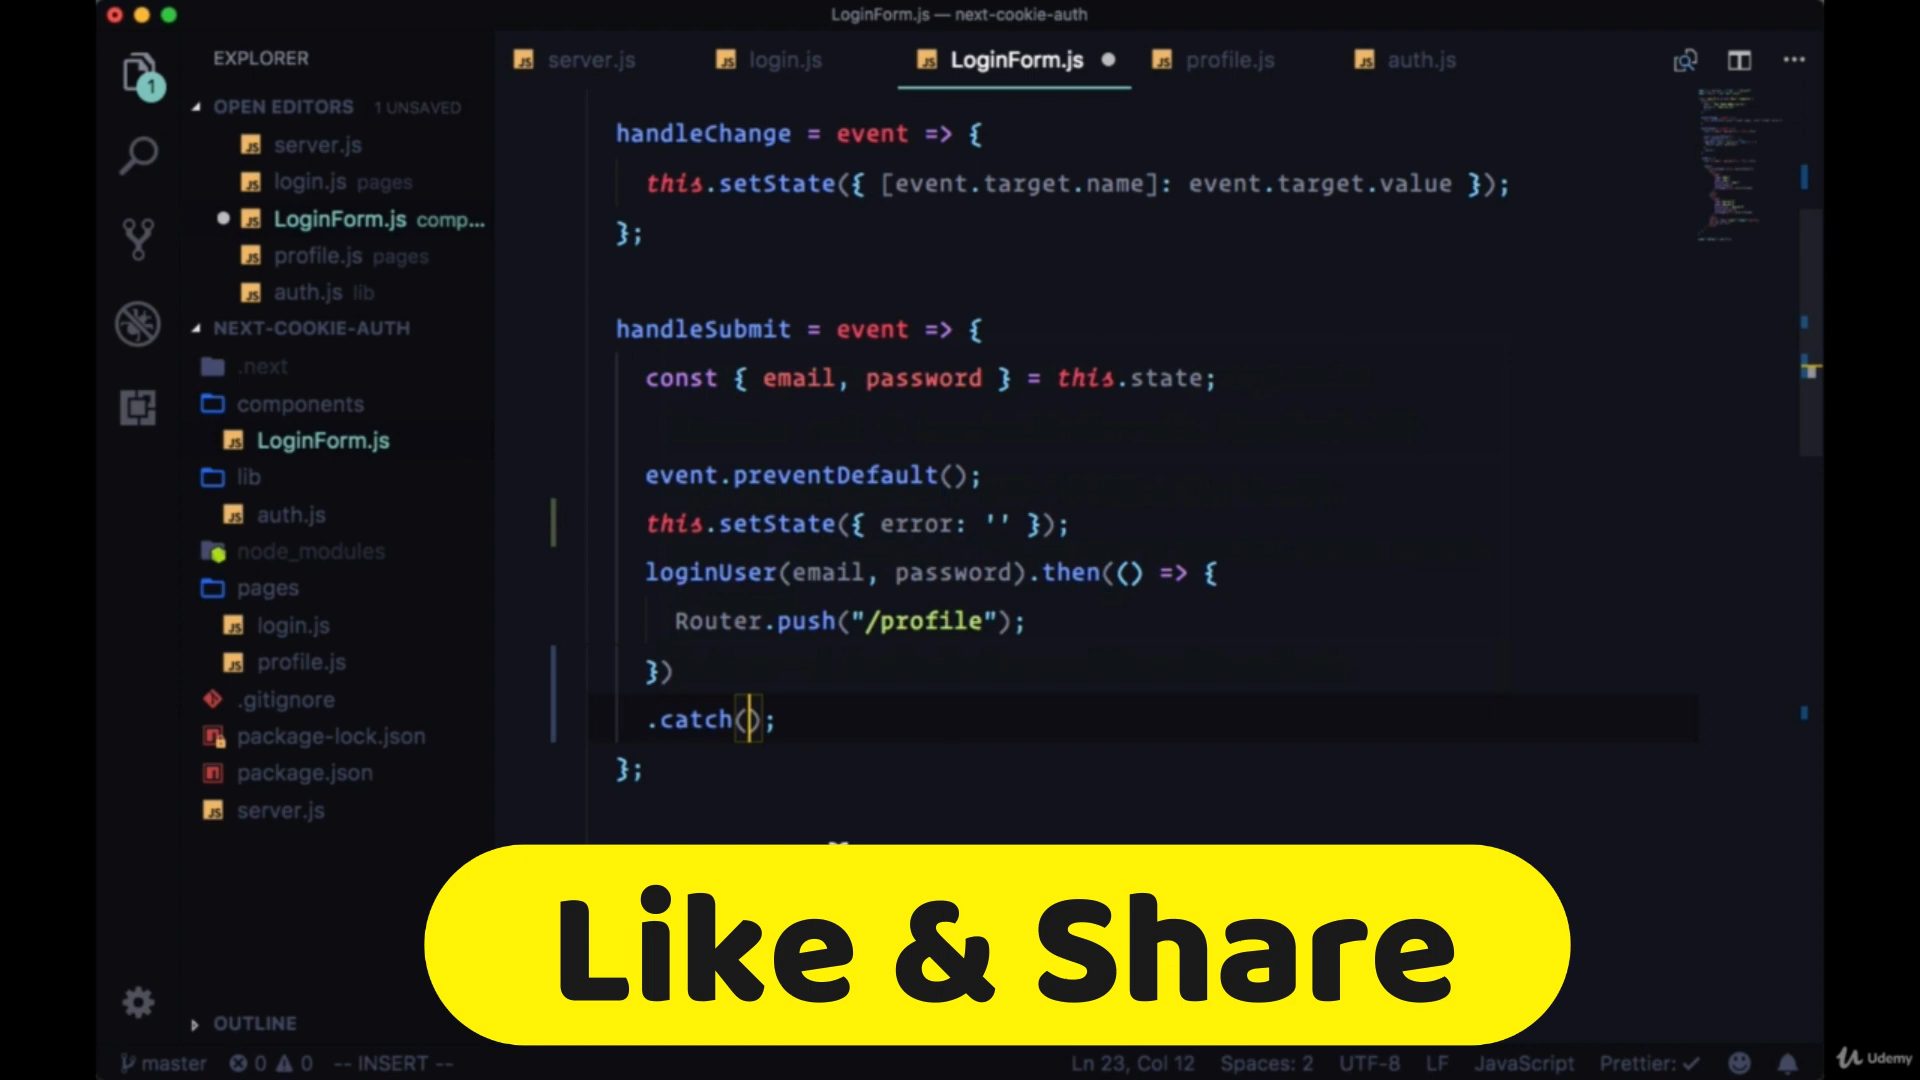 LoginForm.js — next-cookie-auth
EXPLORER
OPEN EDITORS 1 UNSAVED
server.js
login.js pages
LoginForm.js comp...
profile.js pages
auth.js lib
NEXT-COOKIE-AUTH
.next
components
LoginForm.js
lib
auth.js
node_modules
pages
login.js
profile.js
.gitignore
package-lock.json
package.json
server.js
OUTLINE
server.js login.js LoginForm.js profile.js auth.js
handleChange = event => {
this.setState({ [event.target.name]: event.target.value });
};
handleSubmit = event => {
const { email, password } = this.state;
event.preventDefault();
this.setState({ error: '' });
loginUser(email, password).then(() => {
Router.push("/profile");
})
.catch();
};
Like & Share
master 0 0 -- INSERT -- Ln 23, Col 12 Spaces: 2 UTF-8 LF JavaScript Prettier: ✓
Udemy